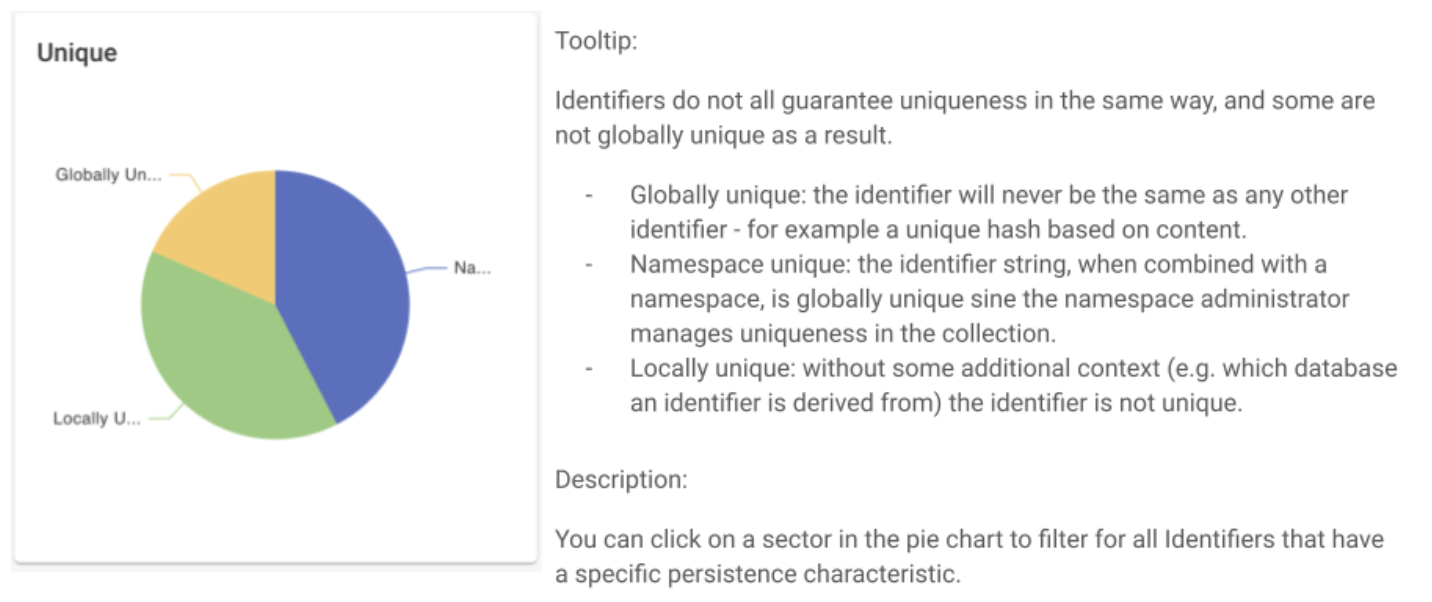 Unique
Globally Un...
Na...
Locally U...
Tooltip:
Identifiers do not all guarantee uniqueness in the same way, and some are
not globally unique as a result.
- Globally unique: the identifier will never be the same as any other
identifier - for example a unique hash based on content.
- Namespace unique: the identifier string, when combined with a
namespace, is globally unique sine the namespace administrator
manages uniqueness in the collection.
- Locally unique: without some additional context (e.g. which database
an identifier is derived from) the identifier is not unique.
Description:
You can click on a sector in the pie chart to filter for all Identifiers that have
a specific persistence characteristic.